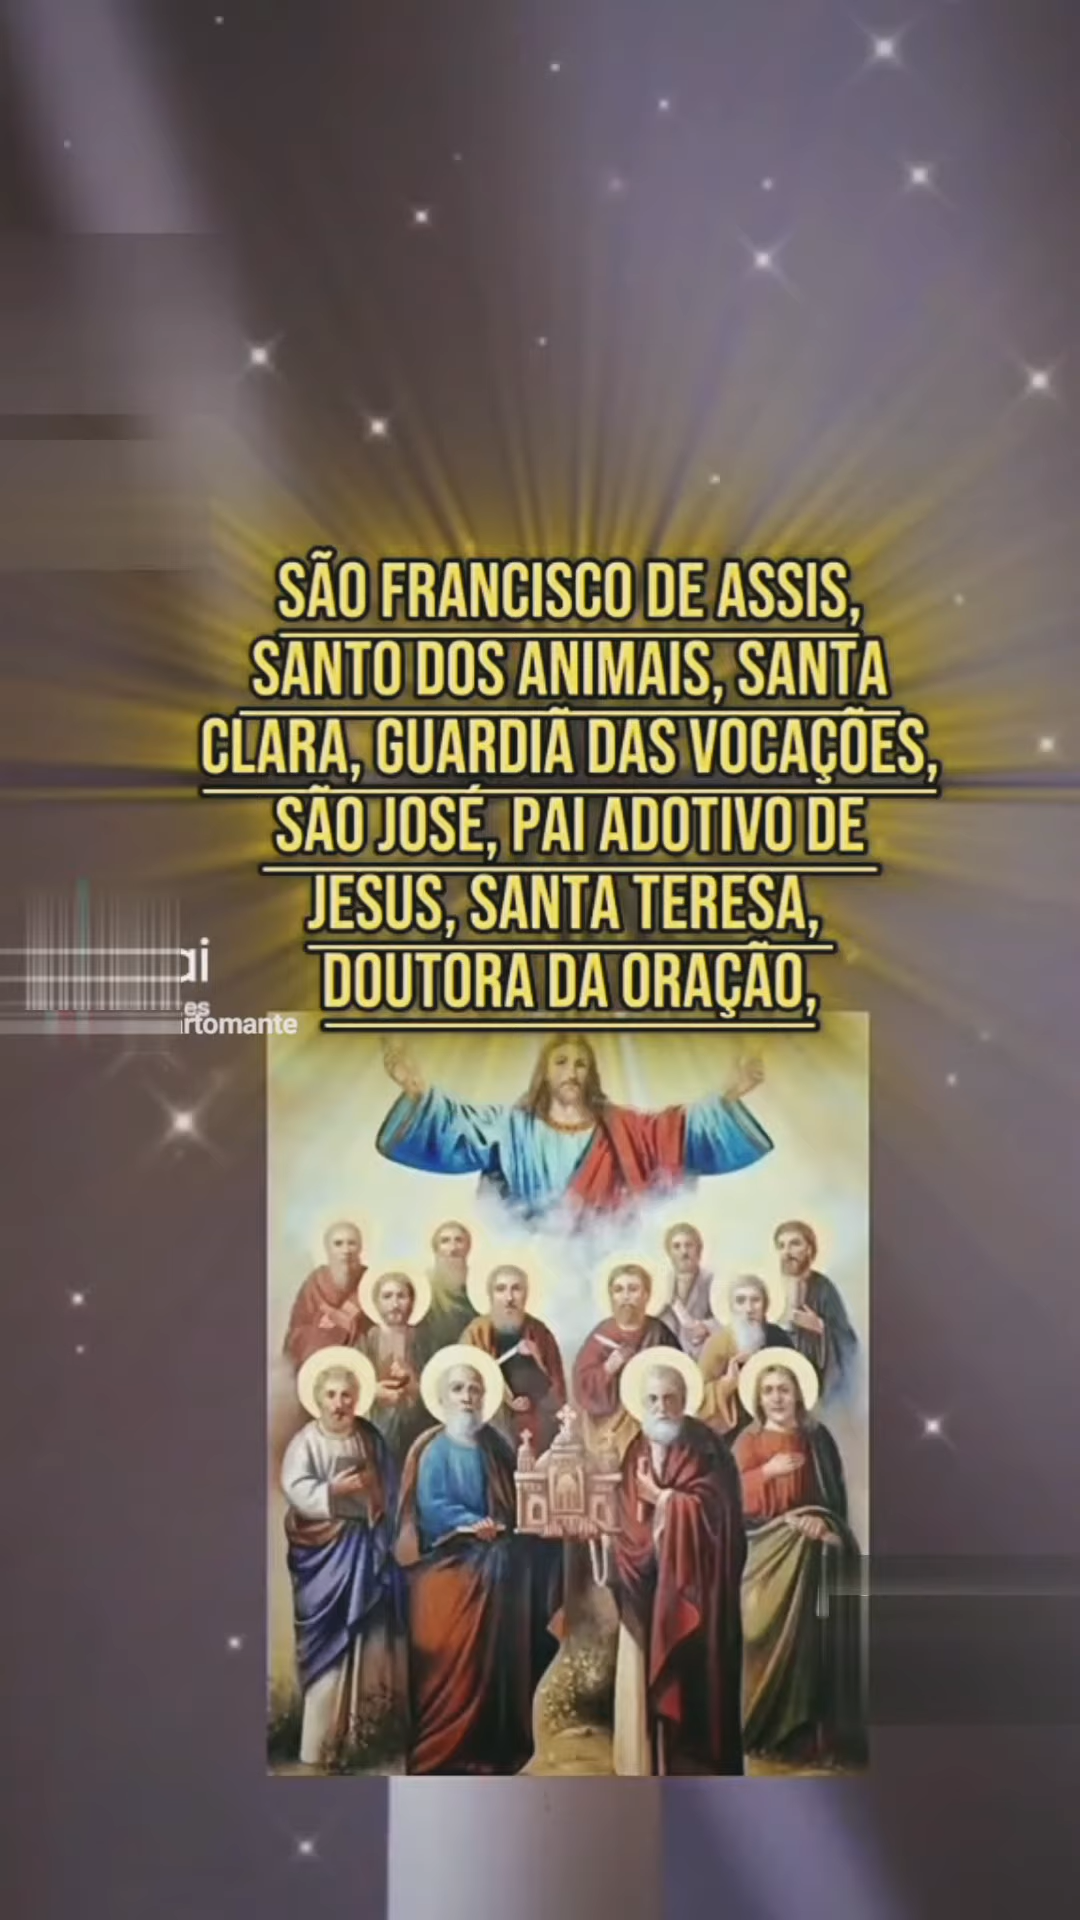 SÃO FRANCISCO DE ASSIS,
SANTO DOS ANIMAIS, SANTA
CLARA, GUARDIÃ DAS VOCAÇÕES,
SÃO JOSÉ, PAI ADOTIVO DE
JESUS, SANTA TERESA,
DOUTORA DA ORAÇÃO,